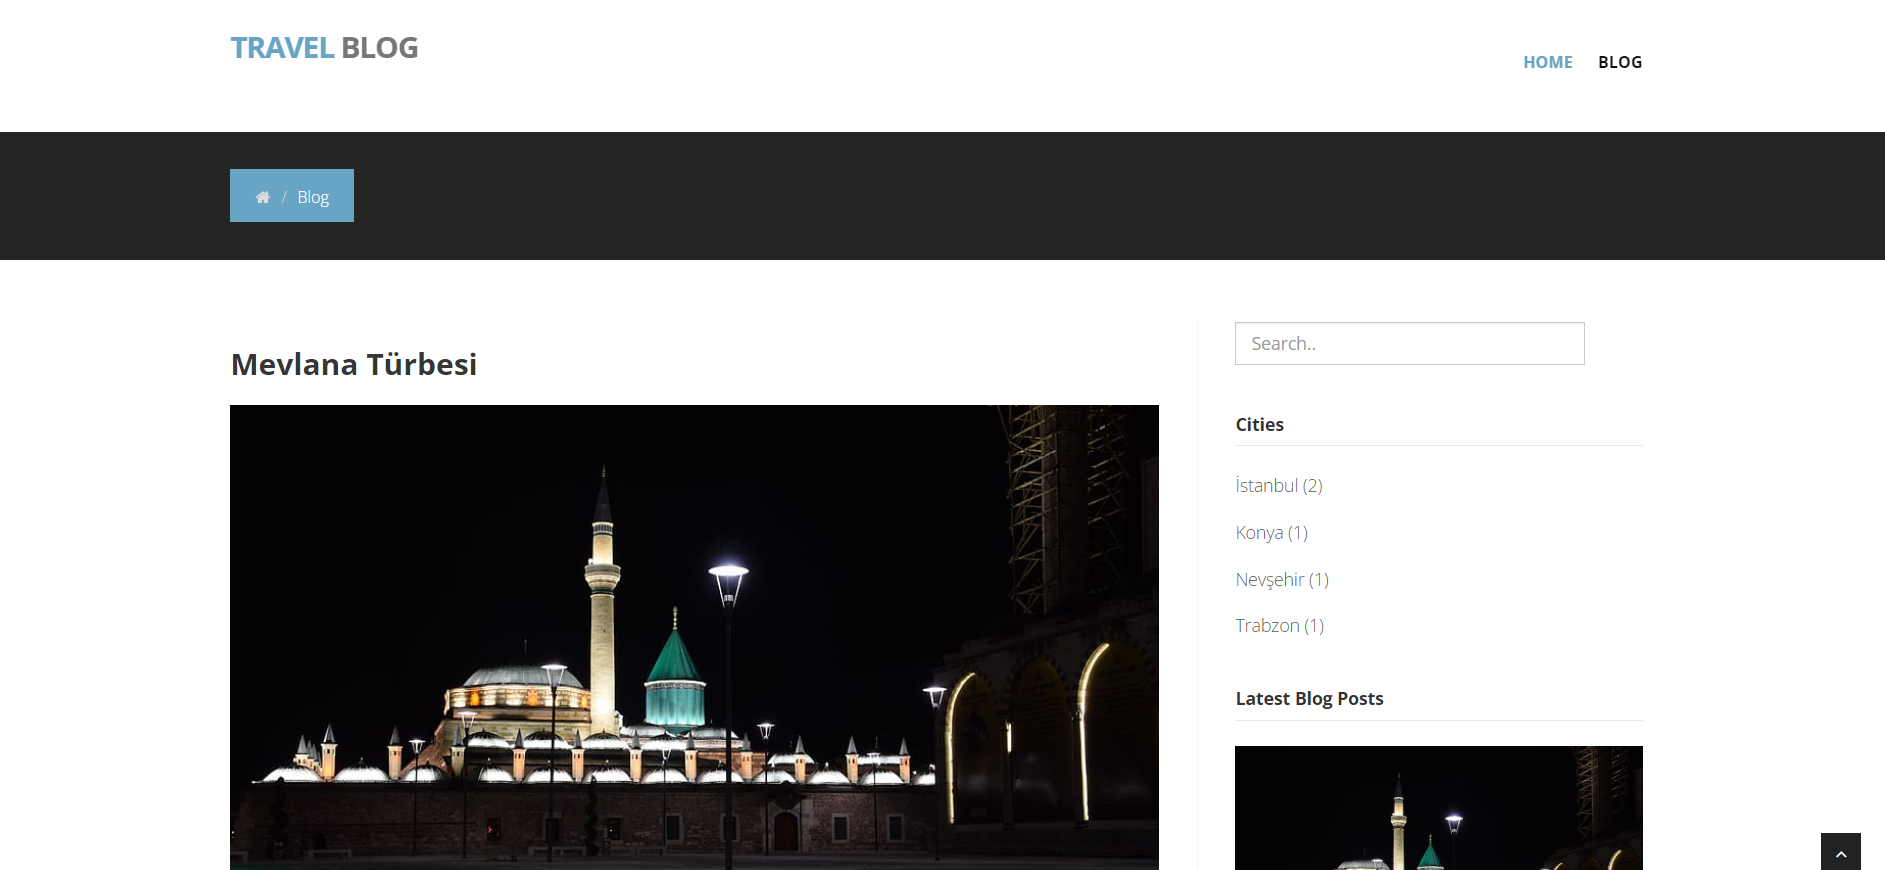 TRAVEL BLOG
HOME BLOG
/ Blog
Mevlana Türbesi
Search..
Cities
İstanbul (2)
Konya (1)
Nevşehir (1)
Trabzon (1)
Latest Blog Posts